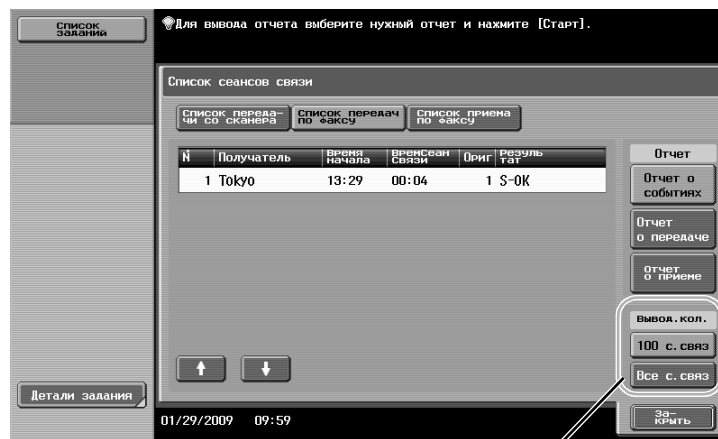 Список
заданий
Для вывода отчета выберите нужный отчет и нажмите [Старт].
Список сеансов связи
Список переда-
чи со сканера
Список передач
по факсу
Список приема
по факсу
N Получатель Время
начала ВремСеан
Связи Ориг Резуль
тат
1 Tokyo 13:29 00:04 1 S-OK
Отчет
Отчет о
событиях
Отчет
о передаче
Отчет
о приеме
Вывод.кол.
100 с.связ
Все с.связ
Детали задания
01/29/2009 09:59
За-
крыть